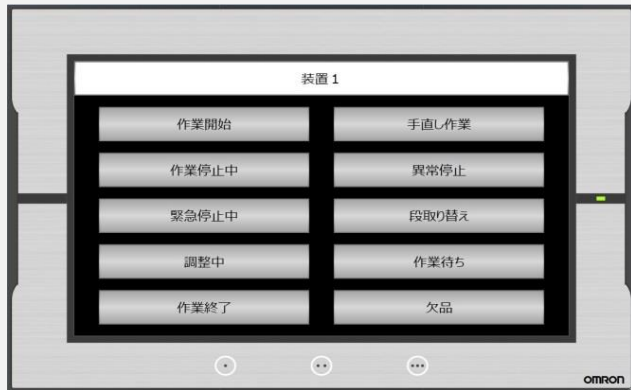 装置 1
作業開始
手直し作業
作業停止中
異常停止
緊急停止中
段取り替え
調整中
作業待ち
作業終了
欠品
OMRON